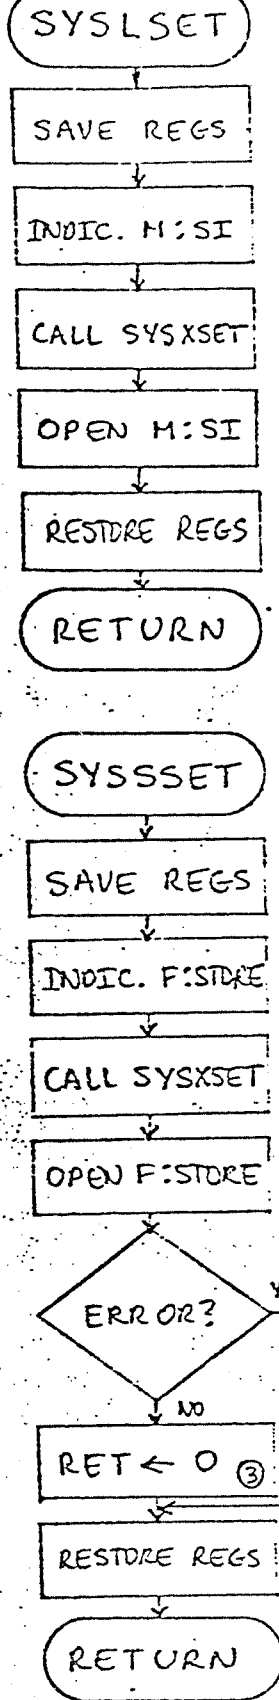 SYSLSET
SAVE REGS
INDIC. M:SI
CALL SYSXSET
OPEN M:SI
RESTORE REGS
RETURN
SYSSSET
SAVE REGS
INDIC. F:STORE
CALL SYSXSET
OPEN F:STORE
ERROR?
NO
RET ← 0 ③
RESTORE REGS
RETURN